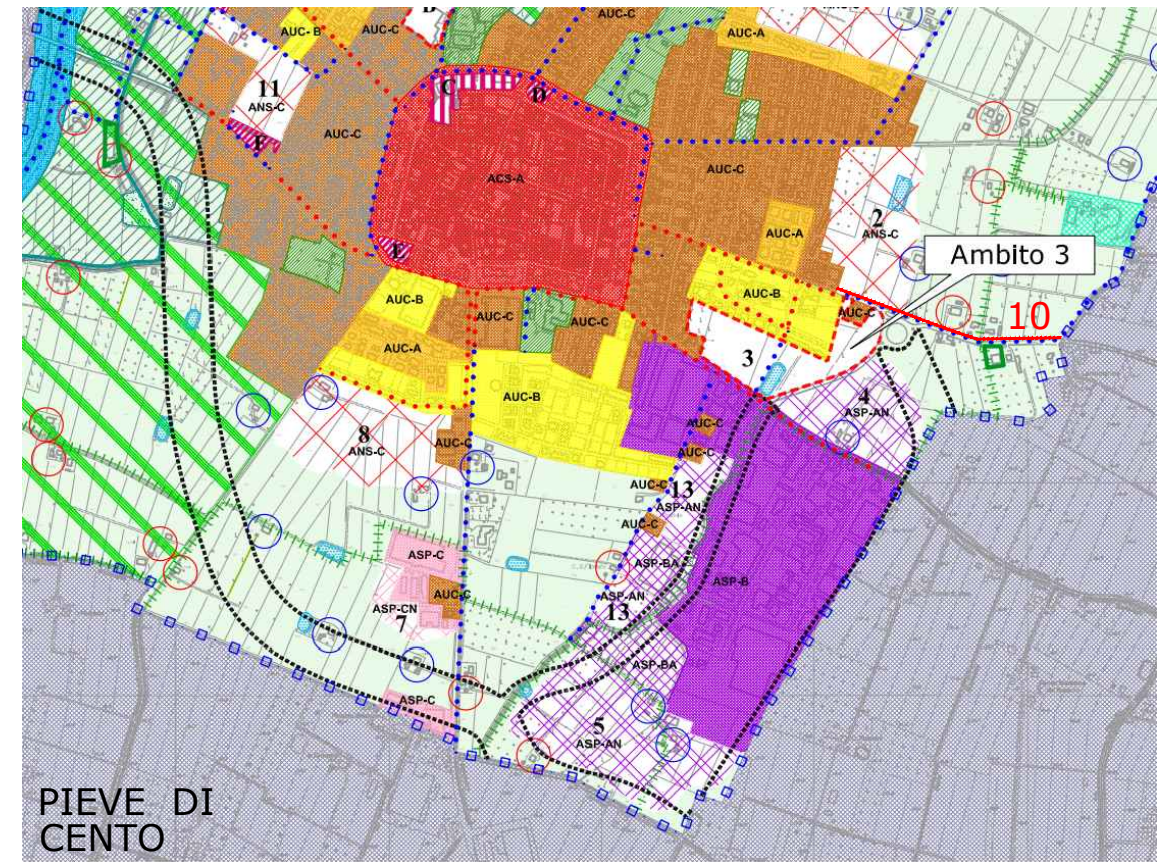 AUC-C
AUC-B
AUC-C
AUC-A
11
ANS-C
C
D
F
AUC-C
ACS-A
AUC-C
AUC-A
2
ANS-C
E
Ambito 3
AUC-B
AUC-B
AUC-C
AUC-C
AUC-C
10
AUC-A
3
AUC-B
4
ASP-AN
AUC-C
8
ANS-C
AUC-C
AUC-C
AUC-C
13
ASP-AN
AUC-C
ASP-C
ASP-BA
ASP-B
AUC-C
ASP-AN
ASP-CN
13
7
ASP-BA
ASP-C
5
ASP-AN
PIEVE DI
CENTO